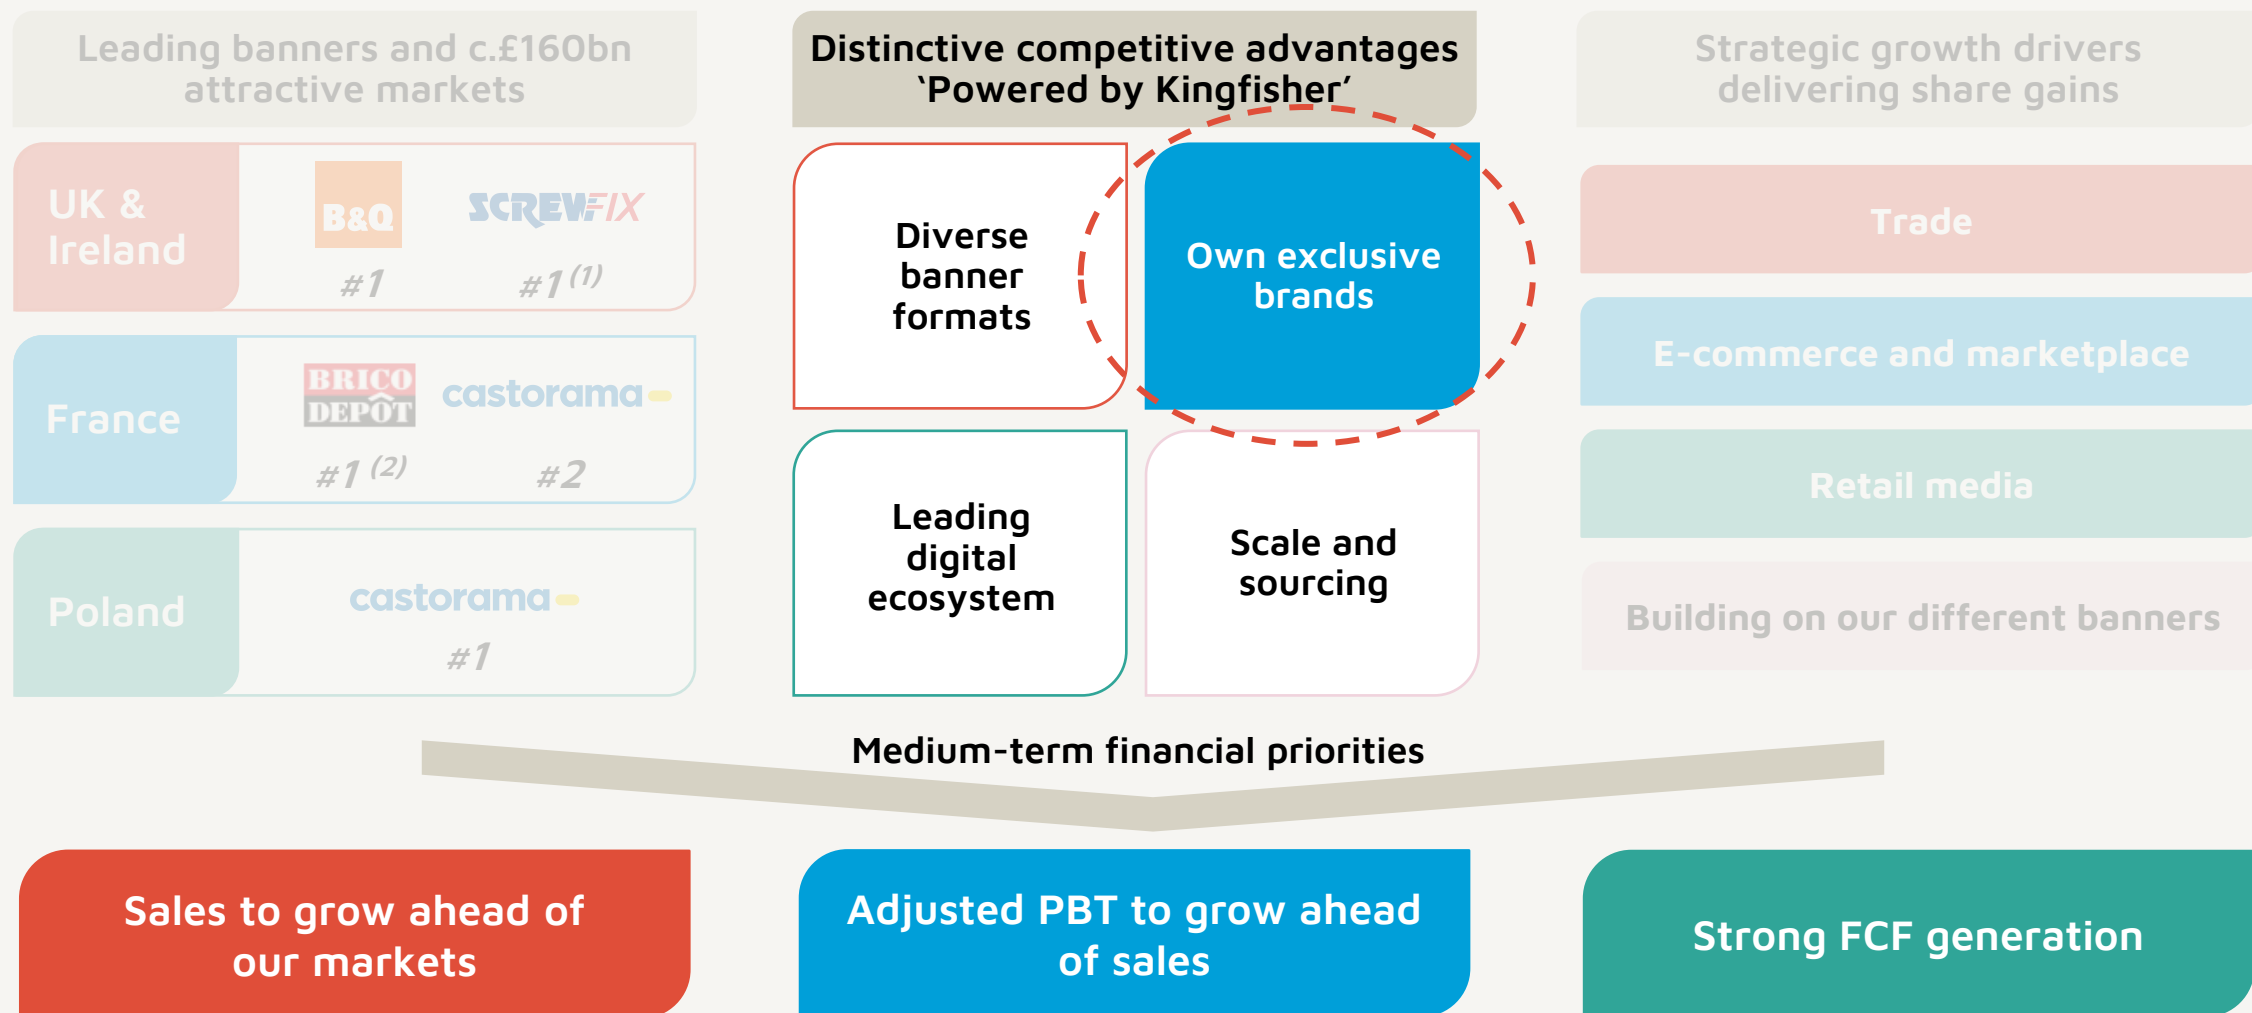 Leading banners and c.£160bn
attractive markets
UK &
Ireland
B&Q
#1
SCREWFIX
#1 (1)
France
BRICO
DEPÔT
#1 (2)
castorama
#2
Poland
castorama
#1
Distinctive competitive advantages
‘Powered by Kingfisher’
Diverse
banner
formats
Own exclusive
brands
Leading
digital
ecosystem
Scale and
sourcing
Strategic growth drivers
delivering share gains
Trade
E-commerce and marketplace
Retail media
Building on our different banners
Medium-term financial priorities
Sales to grow ahead of
our markets
Adjusted PBT to grow ahead
of sales
Strong FCF generation